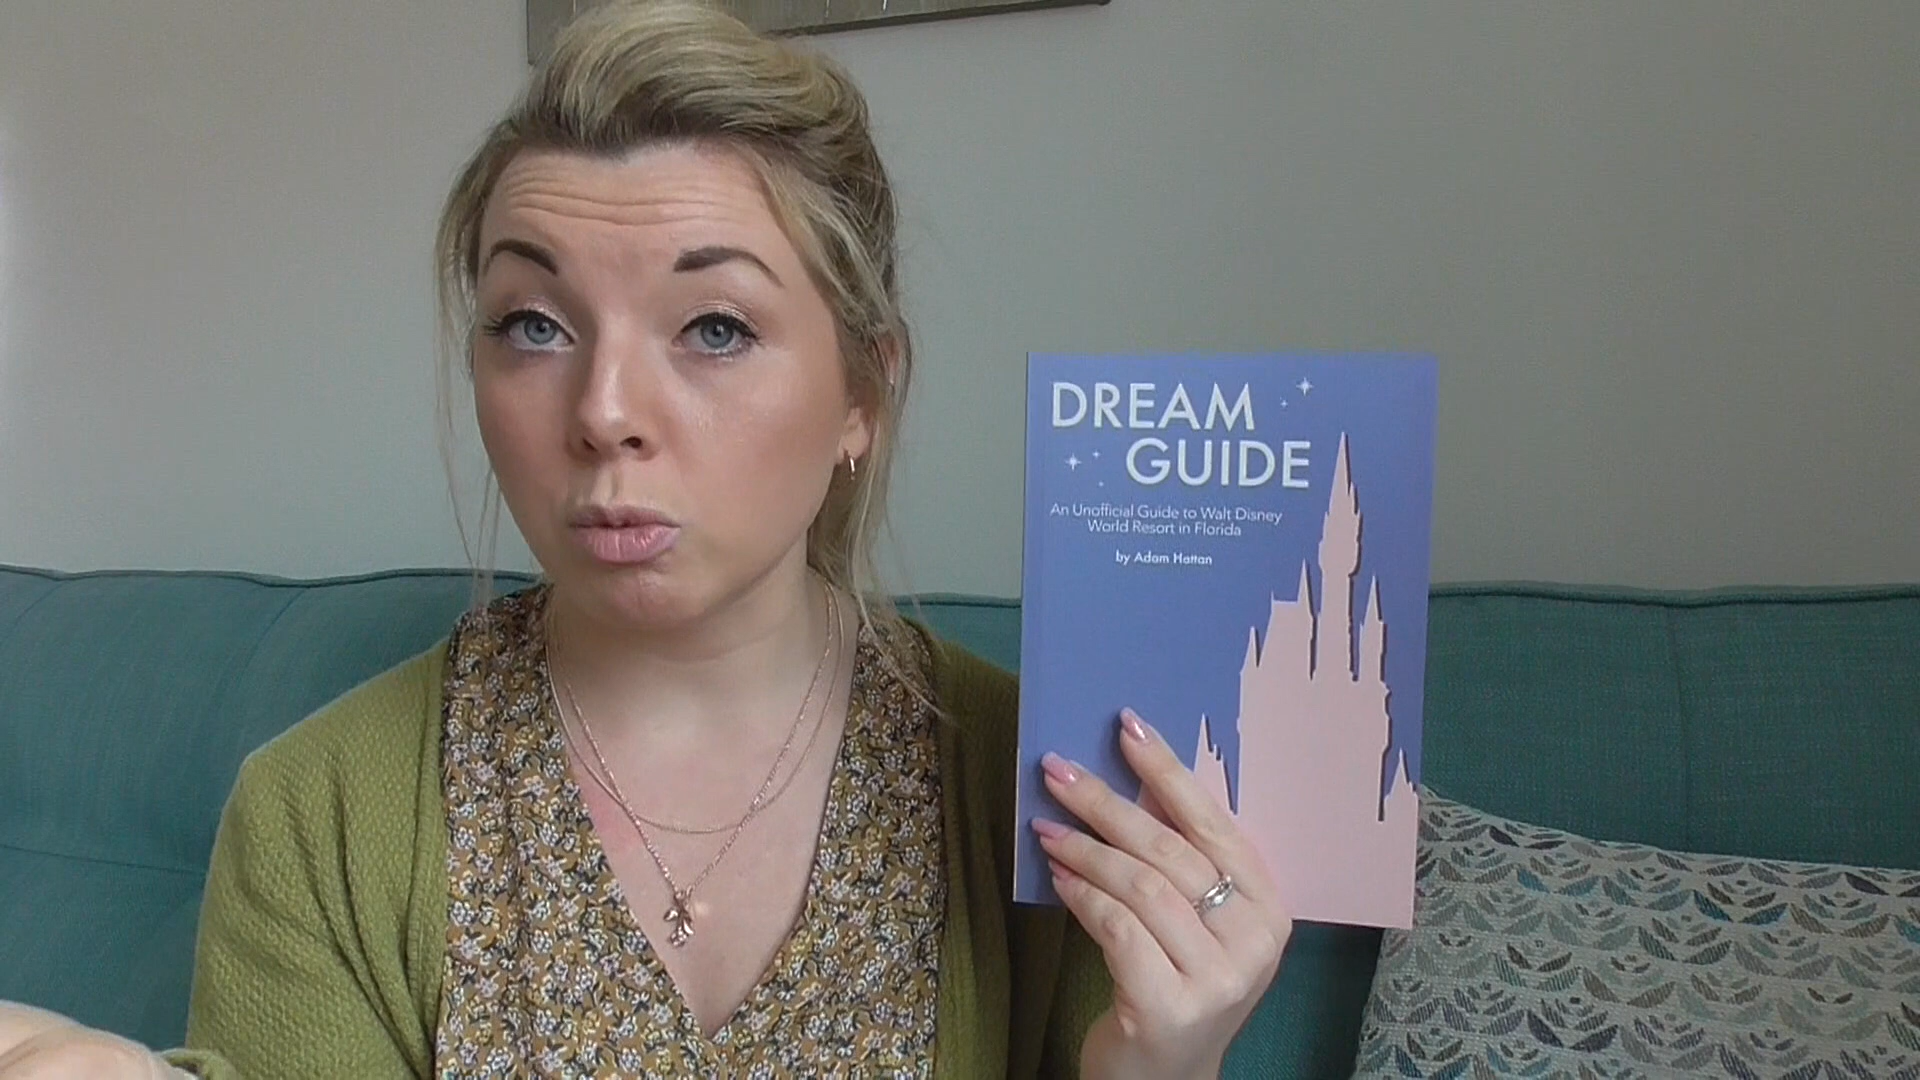 DREAM
GUIDE
An Unofficial Guide to Walt Disney
World Resort in Florida
by Adam Hattan